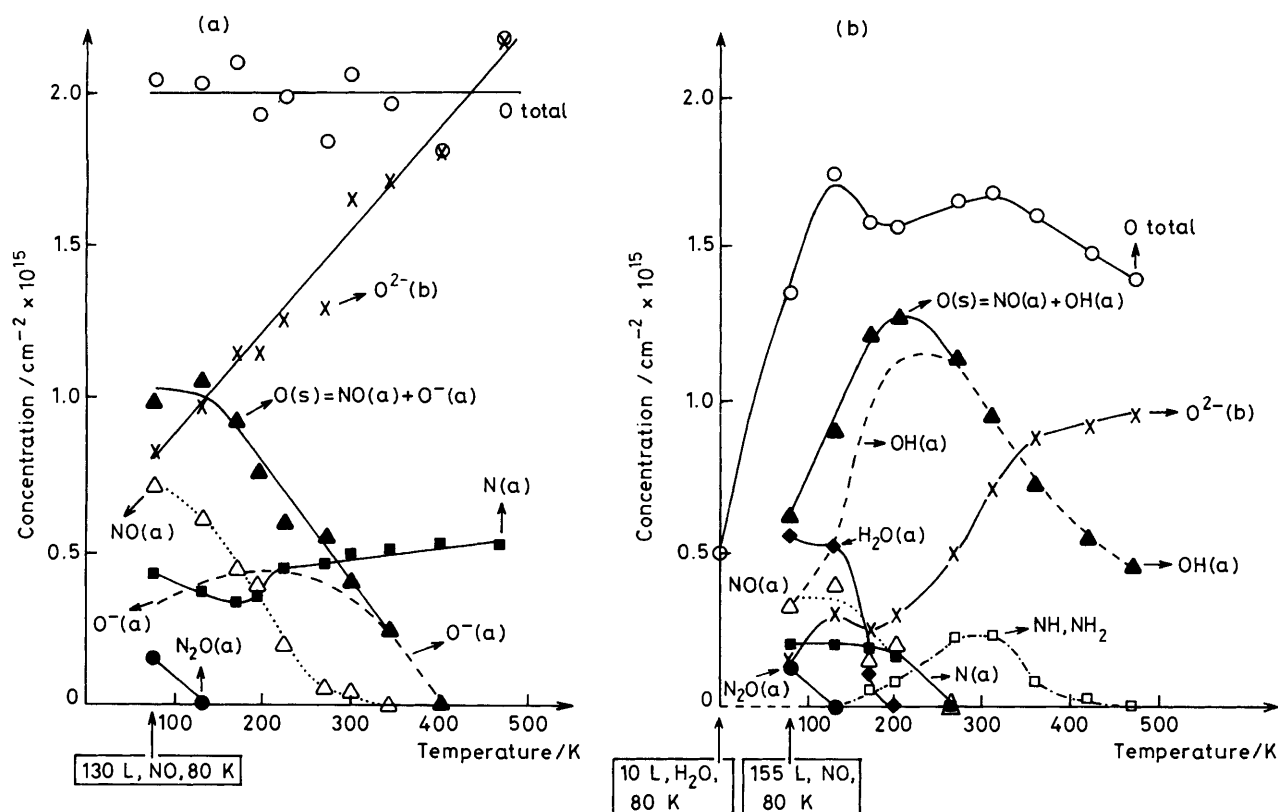 (a)
2.0
1.5
1.0
0.5
0
Concentration / cm⁻² × 10¹⁵
O total
O²⁻(b)
O(s)=NO(a)+O⁻(a)
NO(a)
N(a)
O⁻(a)
N₂O(a)
O⁻(a)
100 200 300 400 500
Temperature/K
130 L, NO, 80 K
(b)
2.0
1.5
1.0
0.5
0
Concentration / cm⁻² × 10¹⁵
O total
O(s)=NO(a)+OH(a)
O²⁻(b)
OH(a)
H₂O(a)
NO(a)
OH(a)
NH, NH₂
N₂O(a)
N(a)
100 200 300 400 500
Temperature/K
10 L, H₂O,
80 K
155 L, NO,
80 K